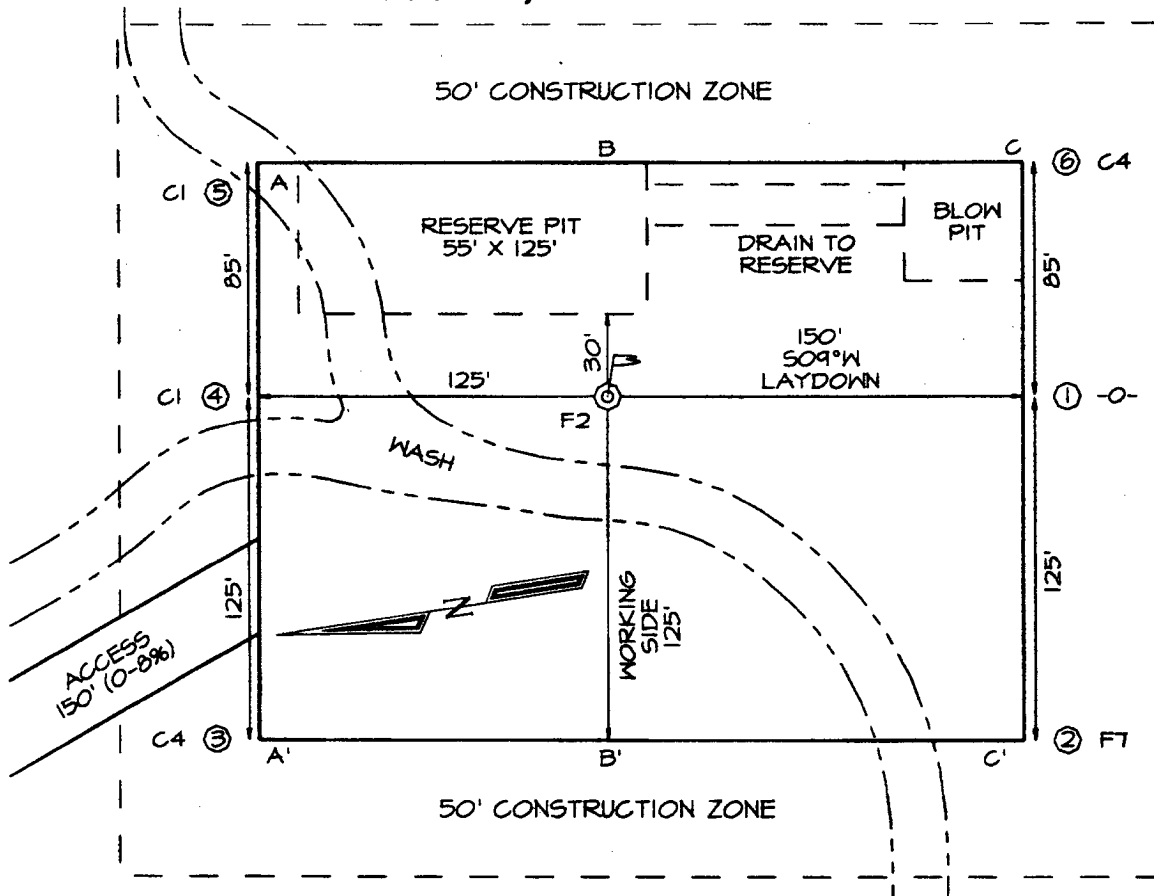 50' CONSTRUCTION ZONE
B
C
⑥ C4
C1 ⑤
A
RESERVE PIT
55' X 125'
BLOW
PIT
DRAIN TO
RESERVE
85'
85'
30'
150'
S09°W
LAYDOWN
125'
C1 ④
F2
① -0-
WASH
125'
125'
N
WORKING
SIDE
125'
ACCESS
150' (0-8%)
C4 ③
A'
B'
C'
② F7
50' CONSTRUCTION ZONE